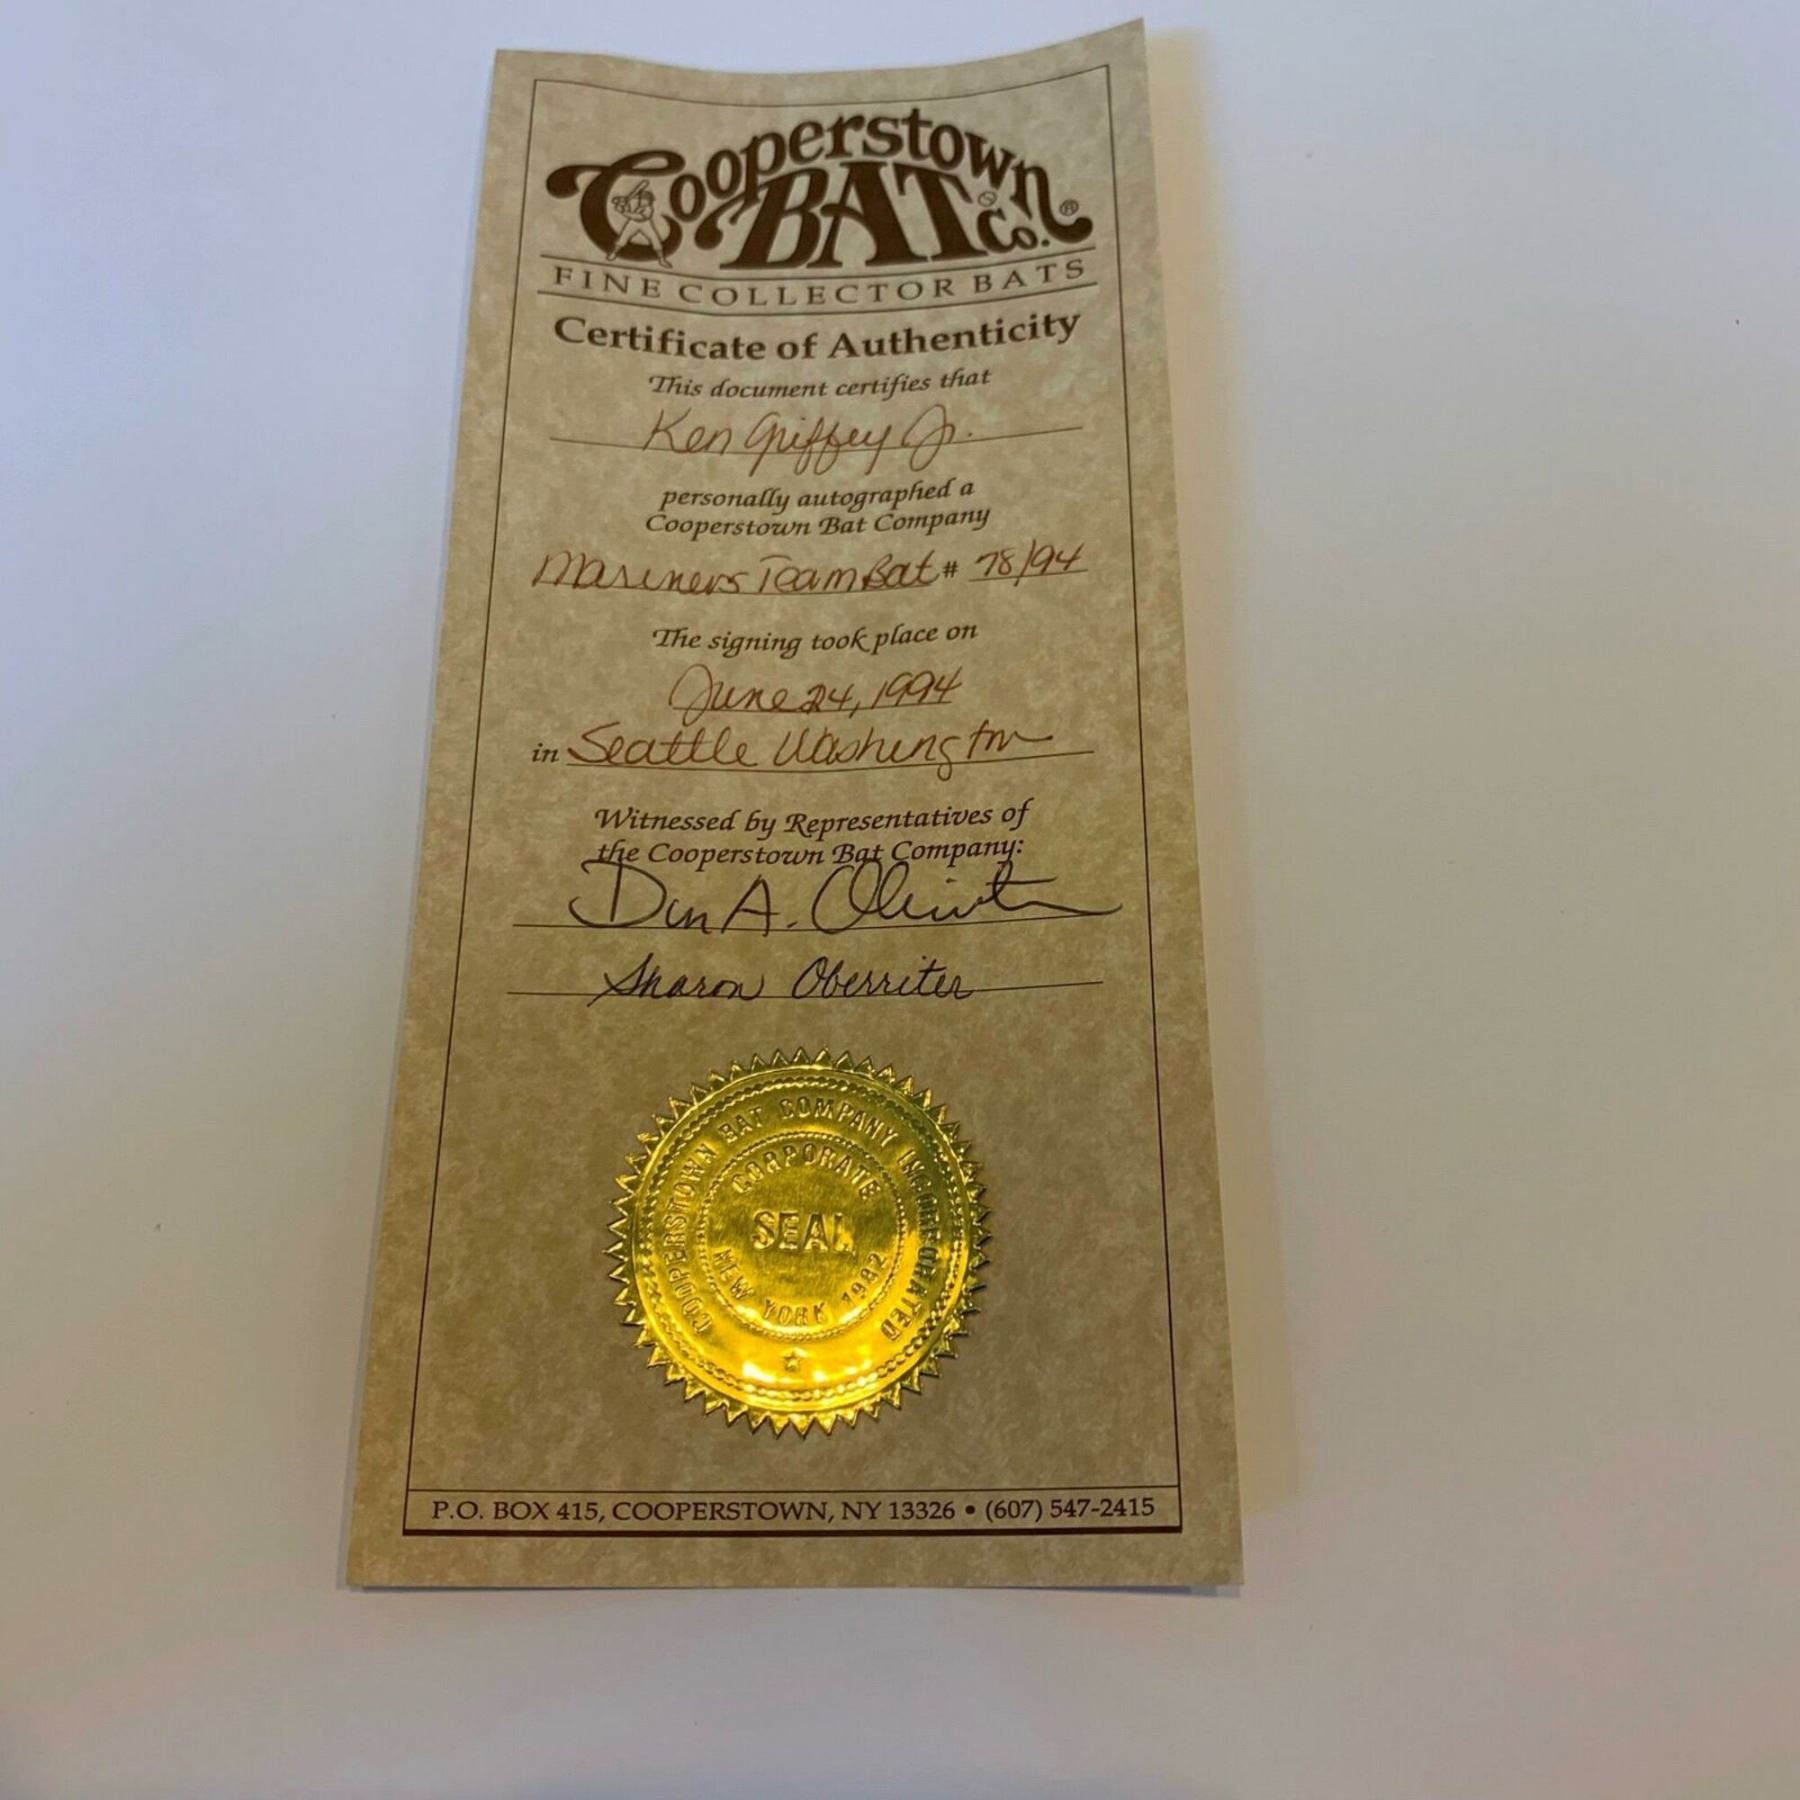 Cooperstown
BAT Co.®
FINE COLLECTOR BATS
Certificate of Authenticity
This document certifies that
Ken Griffey Jr.
personally autographed a
Cooperstown Bat Company
Mariners Team Bat # 78/94
The signing took place on
June 24, 1994
in Seattle Washington
Witnessed by Representatives of
the Cooperstown Bat Company:
Don A.
Sharon Oberriter
COOPERSTOWN BAT COMPANY INCORPORATED
CORPORATE
SEAL
NEW YORK 1982
P.O. BOX 415, COOPERSTOWN, NY 13326 • (607) 547-2415